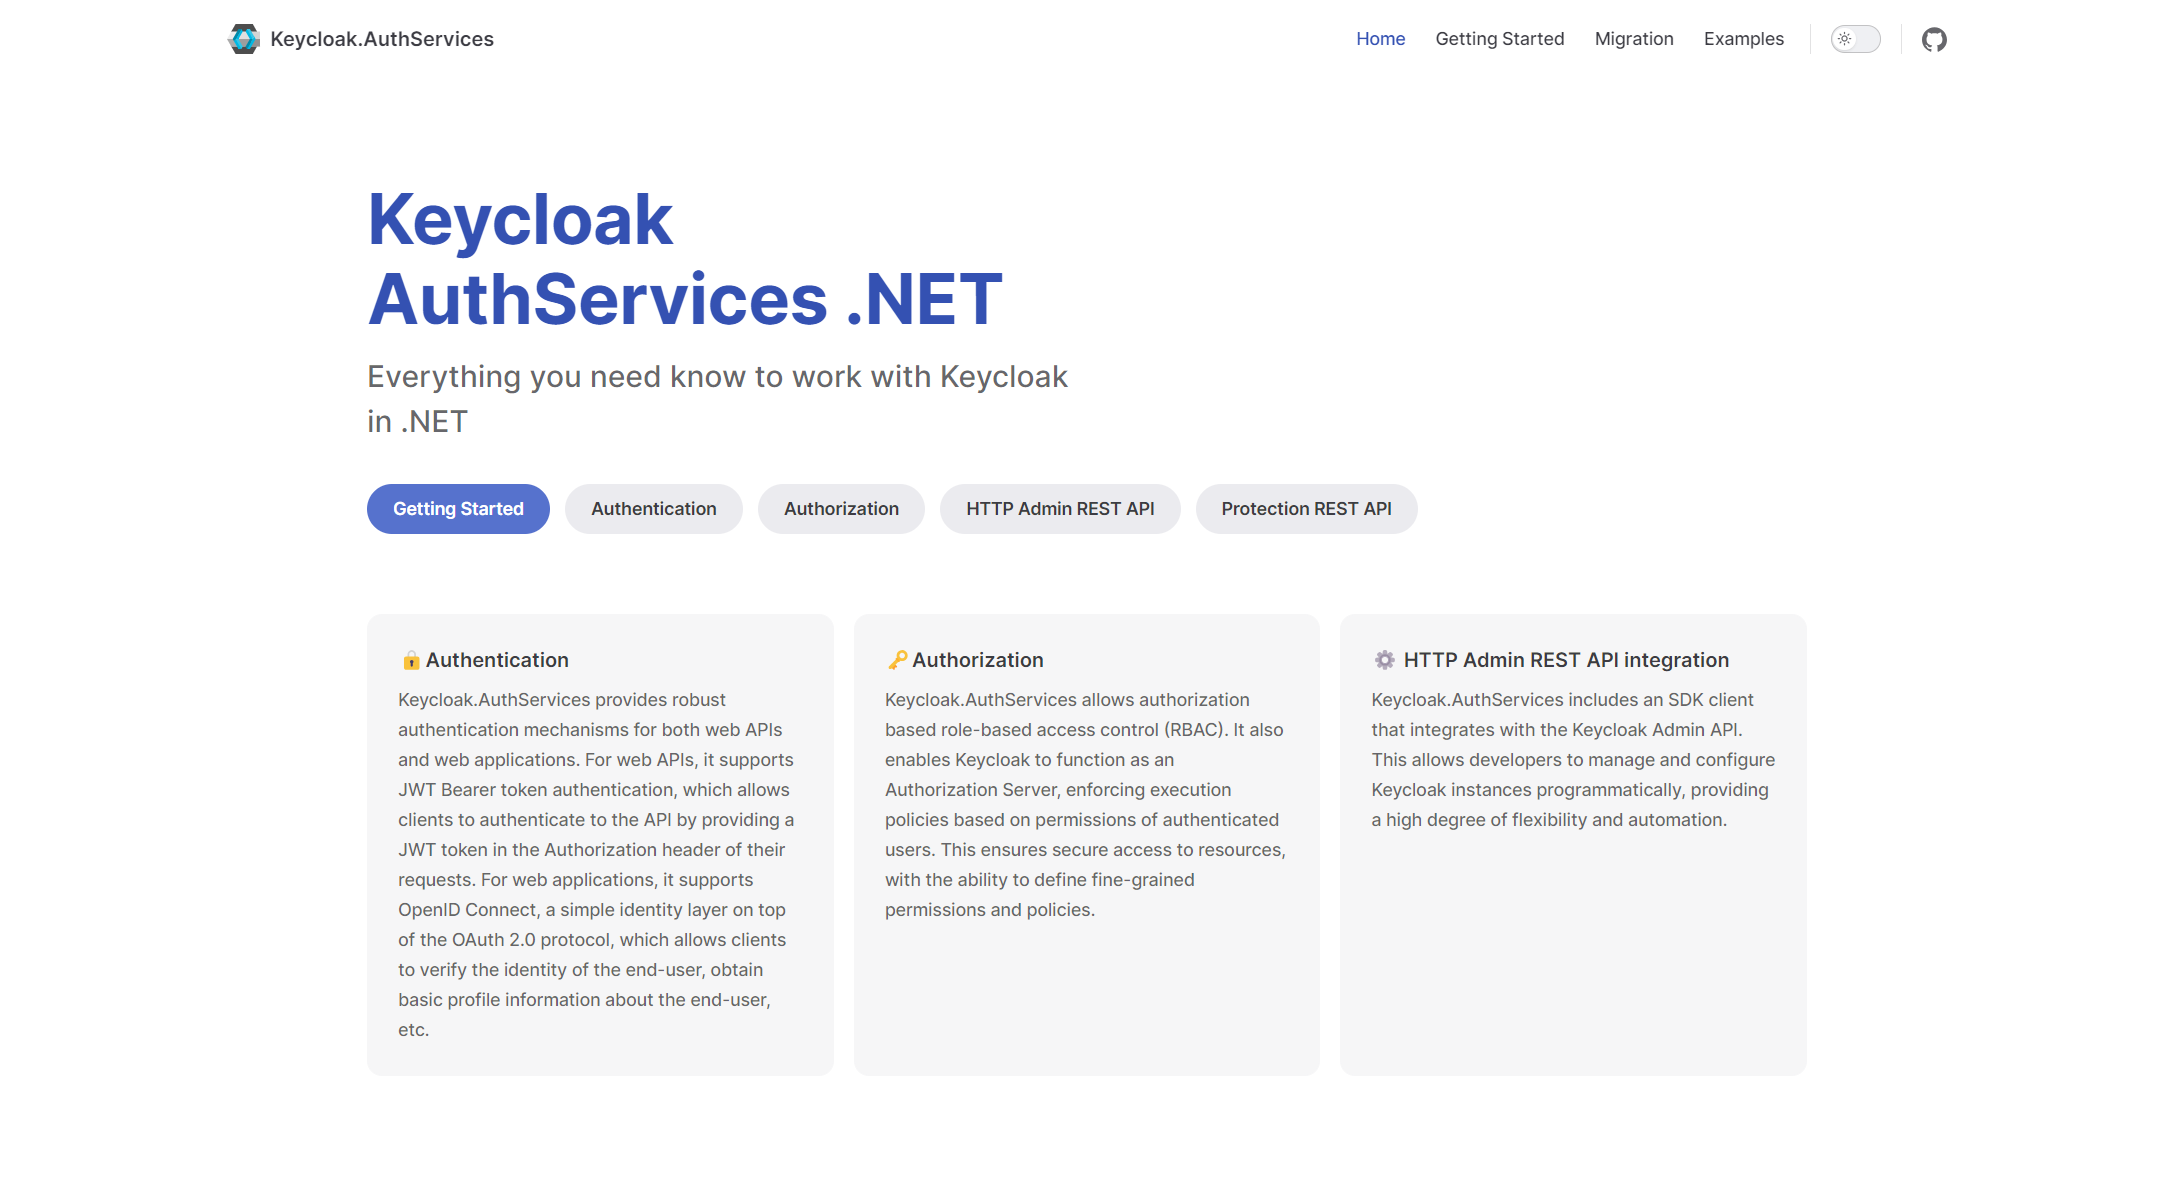 Keycloak.AuthServices
Home Getting Started Migration Examples
Keycloak
AuthServices .NET
Everything you need know to work with Keycloak
in .NET
Getting Started Authentication Authorization HTTP Admin REST API Protection REST API
Authentication
Keycloak.AuthServices provides robust
authentication mechanisms for both web APIs
and web applications. For web APIs, it supports
JWT Bearer token authentication, which allows
clients to authenticate to the API by providing a
JWT token in the Authorization header of their
requests. For web applications, it supports
OpenID Connect, a simple identity layer on top
of the OAuth 2.0 protocol, which allows clients
to verify the identity of the end-user, obtain
basic profile information about the end-user,
etc.
Authorization
Keycloak.AuthServices allows authorization
based role-based access control (RBAC). It also
enables Keycloak to function as an
Authorization Server, enforcing execution
policies based on permissions of authenticated
users. This ensures secure access to resources,
with the ability to define fine-grained
permissions and policies.
HTTP Admin REST API integration
Keycloak.AuthServices includes an SDK client
that integrates with the Keycloak Admin API.
This allows developers to manage and configure
Keycloak instances programmatically, providing
a high degree of flexibility and automation.